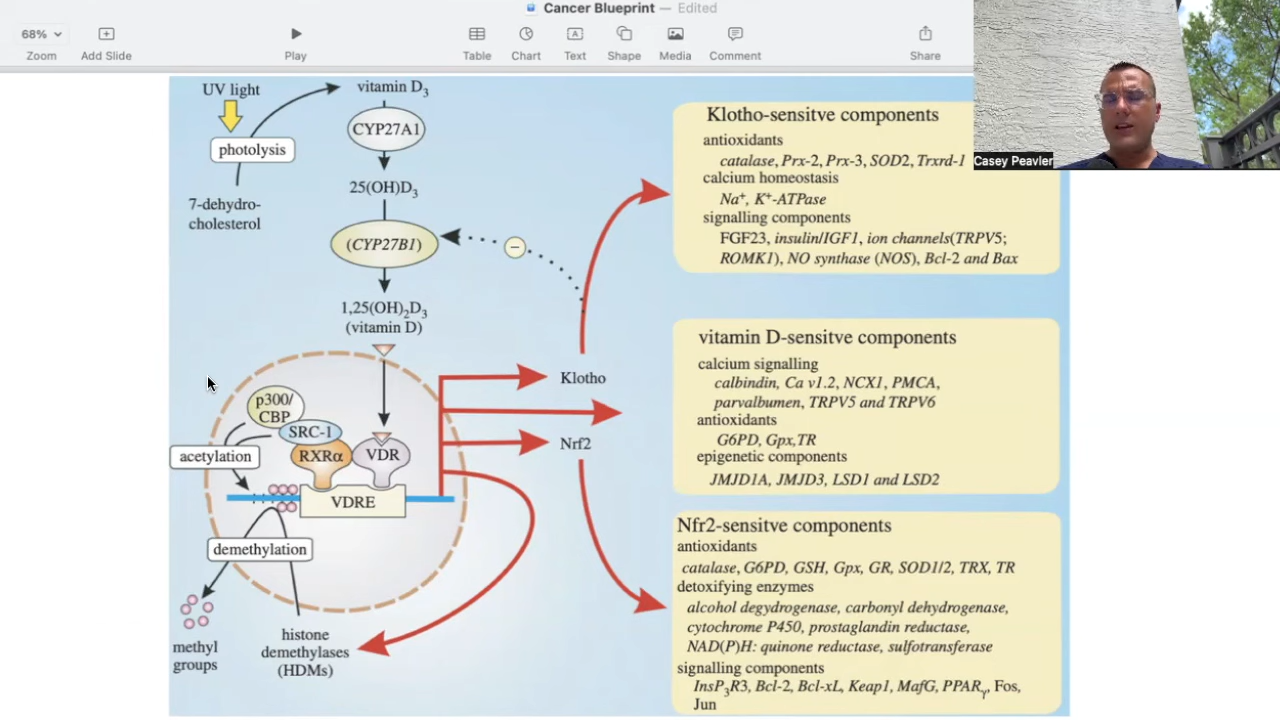 Cancer Blueprint — Edited
68%
Zoom
Add Slide
Play
Table
Chart
Text
Shape
Media
Comment
Share
Casey Peavler
UV light
photolysis
7-dehydro-
cholesterol
vitamin D3
CYP27A1
25(OH)D3
(CYP27B1)
−
1,25(OH)2D3
(vitamin D)
p300/
CBP
SRC-1
RXRα
VDR
VDRE
acetylation
demethylation
methyl
groups
histone
demethylases
(HDMs)
Klotho
Nrf2
Klotho-sensitve components
antioxidants
catalase, Prx-2, Prx-3, SOD2, Trxrd-1
calcium homeostasis
Na+, K+-ATPase
signalling components
FGF23, insulin/IGF1, ion channels(TRPV5;
ROMK1), NO synthase (NOS), Bcl-2 and Bax
vitamin D-sensitve components
calcium signalling
calbindin, Ca v1.2, NCX1, PMCA,
parvalbumen, TRPV5 and TRPV6
antioxidants
G6PD, Gpx,TR
epigenetic components
JMJD1A, JMJD3, LSD1 and LSD2
Nfr2-sensitve components
antioxidants
catalase, G6PD, GSH, Gpx, GR, SOD1/2, TRX, TR
detoxifying enzymes
alcohol degydrogenase, carbonyl dehydrogenase,
cytochrome P450, prostaglandin reductase,
NAD(P)H: quinone reductase, sulfotransferase
signalling components
InsP3R3, Bcl-2, Bcl-xL, Keap1, MafG, PPARγ, Fos,
Jun